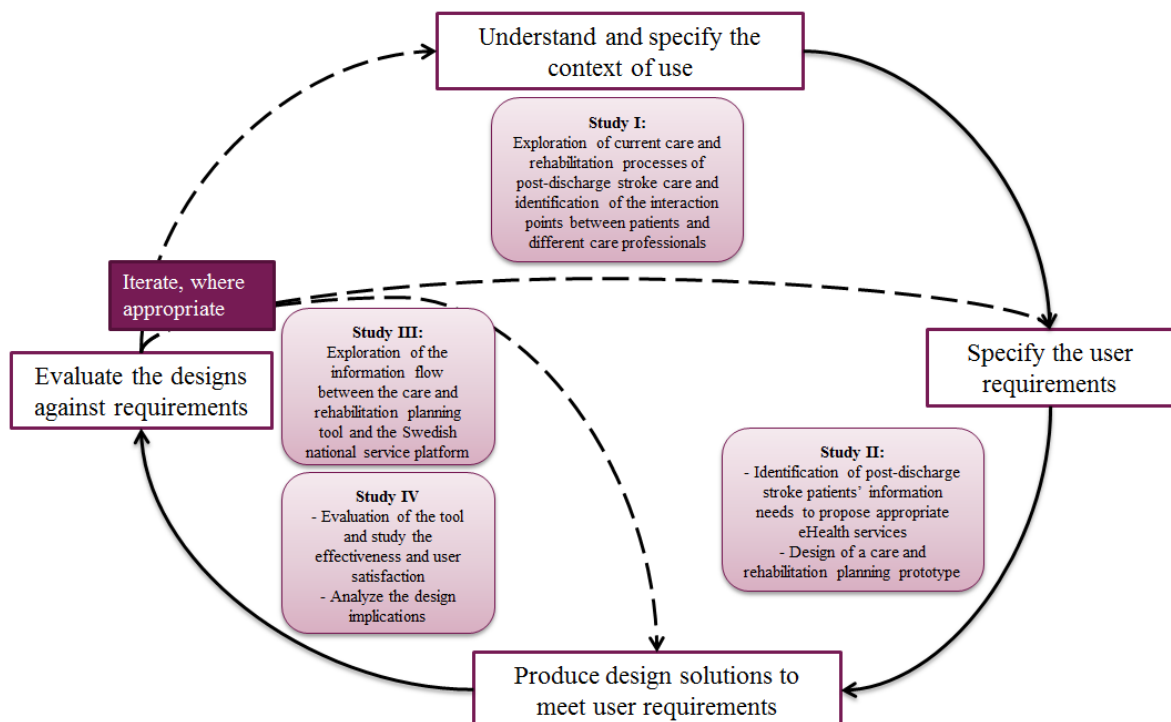 Understand and specify the
context of use
Study I:
Exploration of current care and
rehabilitation processes of
post-discharge stroke care and
identification of the interaction
points between patients and
different care professionals
Iterate, where
appropriate
Study III:
Exploration of the
information flow
between the care and
rehabilitation planning
tool and the Swedish
national service platform
Evaluate the designs
against requirements
Specify the user
requirements
Study II:
- Identification of post-discharge
stroke patients’ information
needs to propose appropriate
eHealth services
- Design of a care and
rehabilitation planning prototype
Study IV
- Evaluation of the tool
and study the
effectiveness and user
satisfaction
- Analyze the design
implications
Produce design solutions to
meet user requirements